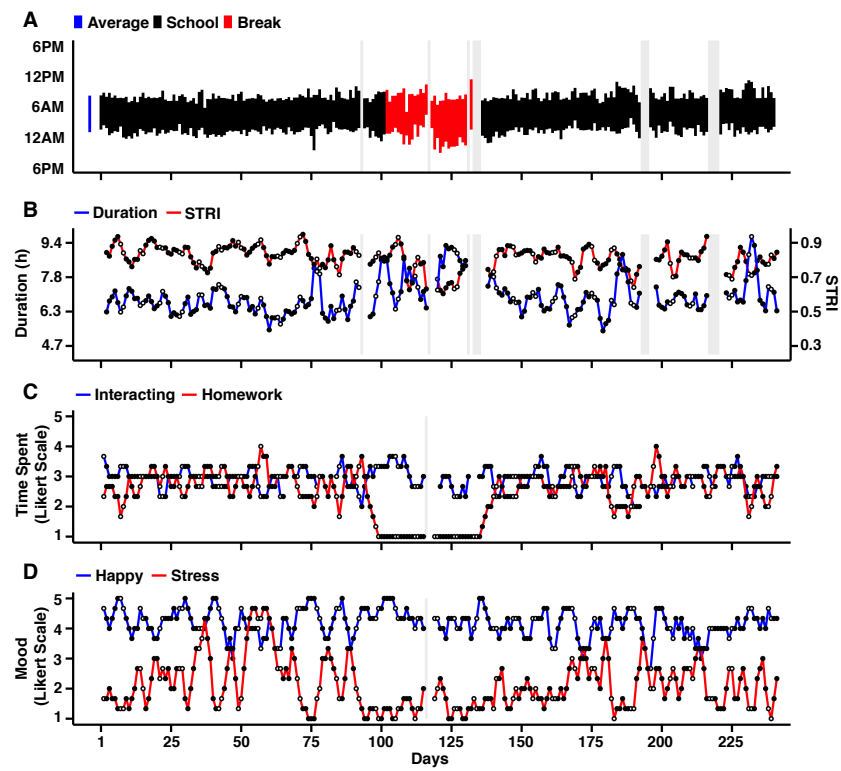 A
Average School Break
6PM
12PM
6AM
12AM
6PM
B
Duration STRI
Duration (h)
9.4
7.8
6.3
4.7
0.9
0.7
0.5
0.3
STRI
C
Interacting Homework
Time Spent
(Likert Scale)
5
4
3
2
1
D
Happy Stress
Mood
(Likert Scale)
5
4
3
2
1
1 25 50 75 100 125 150 175 200 225
Days